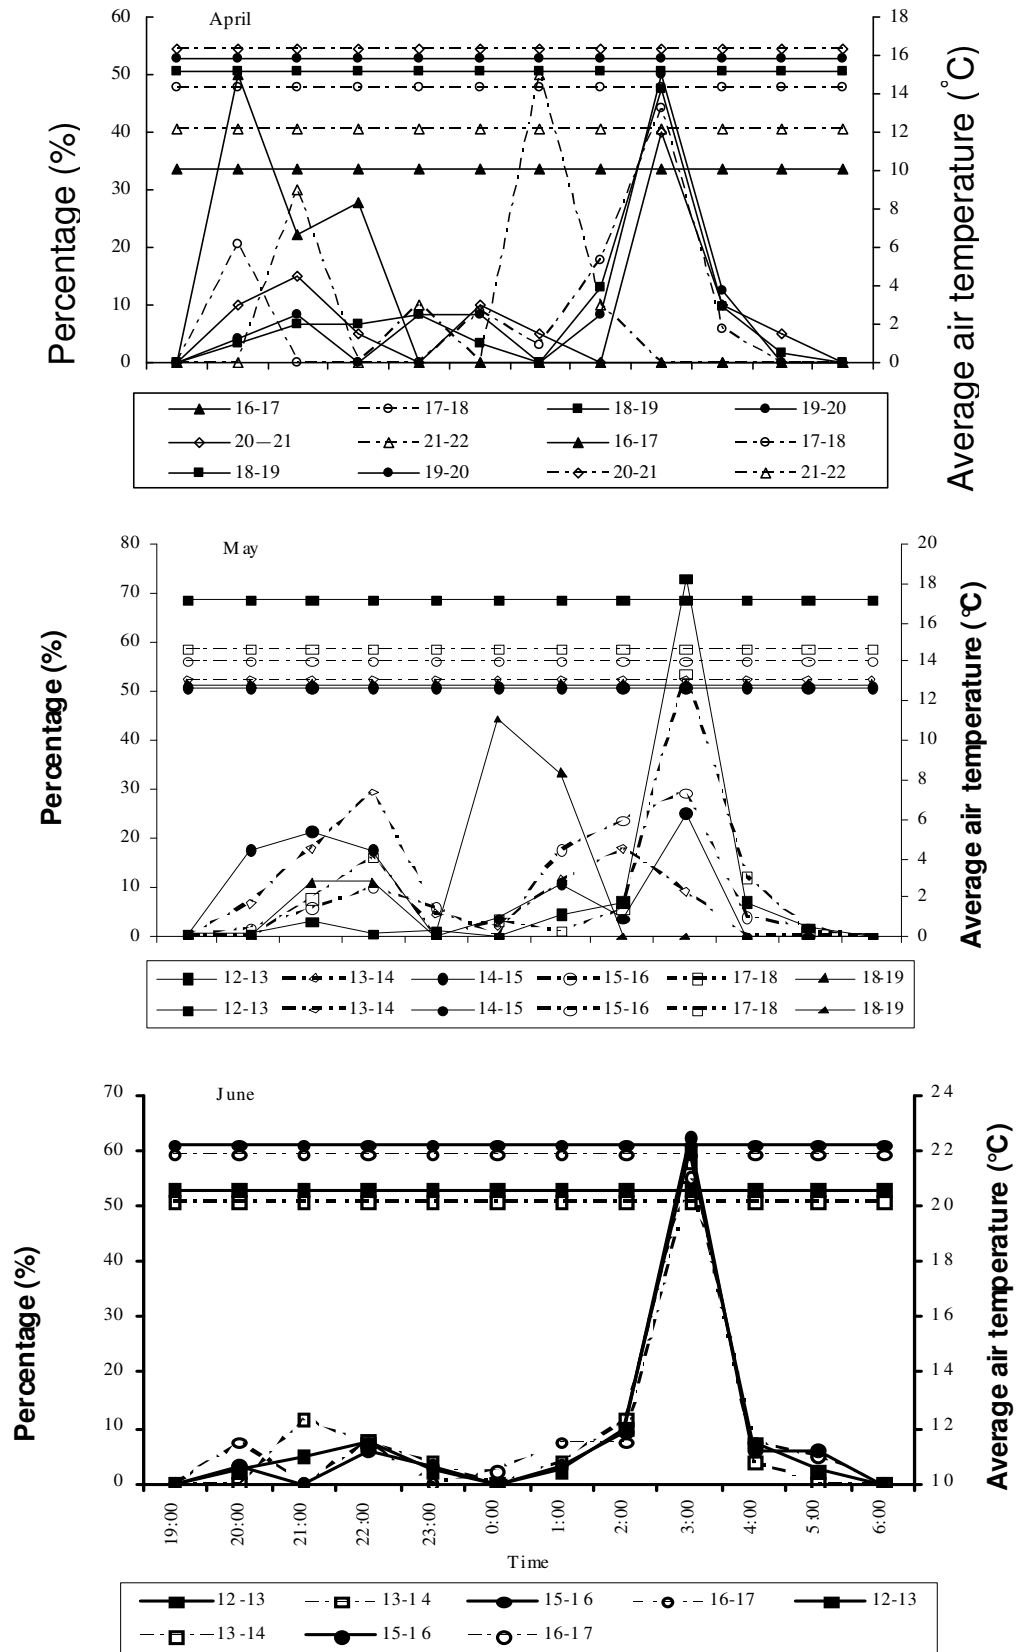 April
Percentage (%)
60
50
40
30
20
10
0
18
16
14
12
10
8
6
4
2
0
Average air temperature (°C)
16-17 17-18 18-19 19-20
20—21 21-22 16-17 17-18
18-19 19-20 20-21 21-22
May
Percentage (%)
80
70
60
50
40
30
20
10
0
20
18
16
14
12
10
8
6
4
2
0
Average air temperature (°C)
12-13 13-14 14-15 15-16 17-18 18-19
12-13 13-14 14-15 15-16 17-18 18-19
June
Percentage (%)
70
60
50
40
30
20
10
0
24
22
20
18
16
14
12
10
Average air temperature (°C)
19:00 20:00 21:00 22:00 23:00 0:00 1:00 2:00 3:00 4:00 5:00 6:00
Time
12-13 13-14 15-16 16-17 12-13
13-14 15-16 16-17